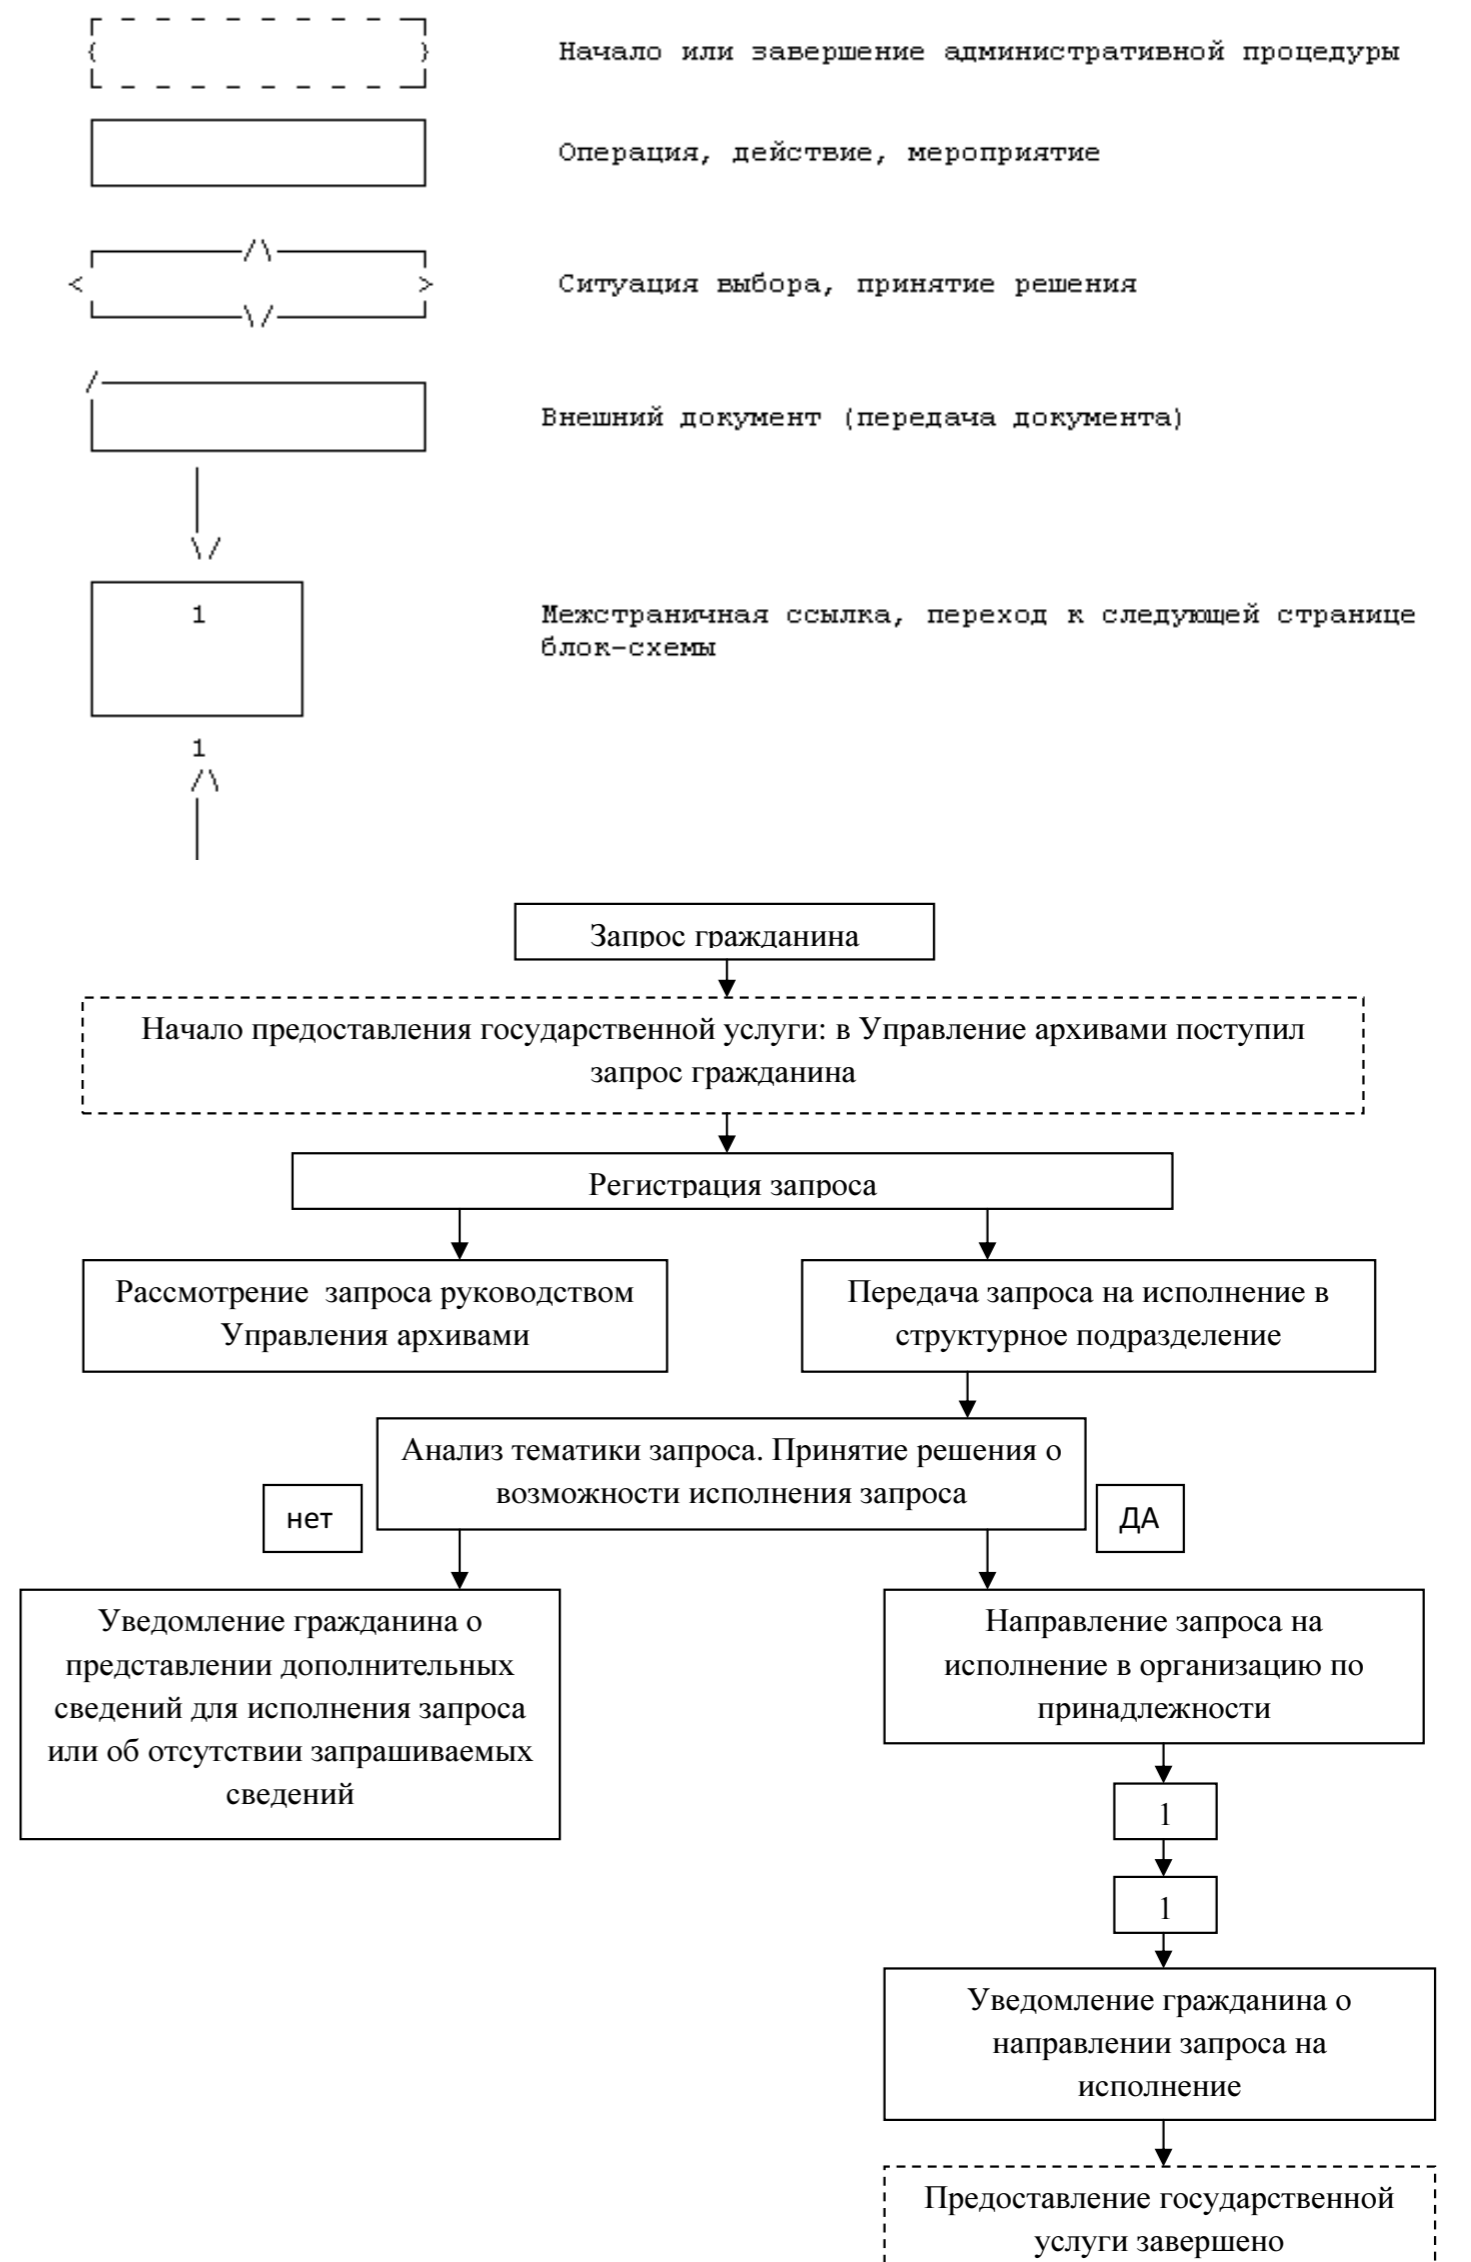 Начало или завершение административной процедуры
Операция, действие, мероприятие
Ситуация выбора, принятие решения
Внешний документ (передача документа)
1
Межстраничная ссылка, переход к следующей странице
блок-схемы
1
Запрос гражданина
Начало предоставления государственной услуги: в Управление архивами поступил
запрос гражданина
Регистрация запроса
Рассмотрение запроса руководством
Управления архивами
Передача запроса на исполнение в
структурное подразделение
Анализ тематики запроса. Принятие решения о
возможности исполнения запроса
нет
ДА
Уведомление гражданина о
представлении дополнительных
сведений для исполнения запроса
или об отсутствии запрашиваемых
сведений
Направление запроса на
исполнение в организацию по
принадлежности
1
1
Уведомление гражданина о
направлении запроса на
исполнение
Предоставление государственной
услуги завершено